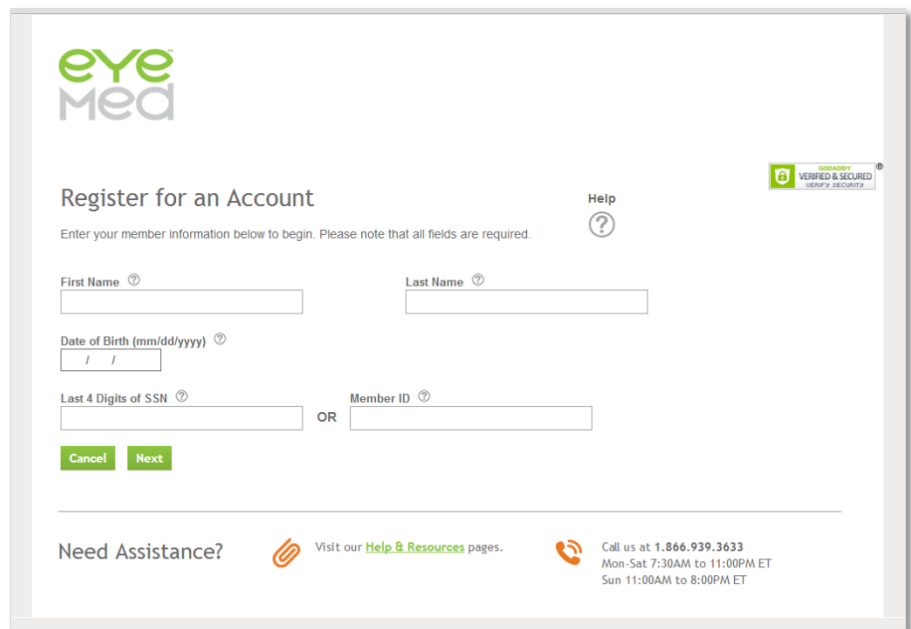 eye
Med
GODADDY
VERIFIED & SECURED
VERIFY SECURITY
Register for an Account
Help
Enter your member information below to begin. Please note that all fields are required.
First Name
Last Name
Date of Birth (mm/dd/yyyy)
/ /
Last 4 Digits of SSN
Member ID
OR
Cancel
Next
Need Assistance?
Visit our Help & Resources pages.
Call us at 1.866.939.3633
Mon-Sat 7:30AM to 11:00PM ET
Sun 11:00AM to 8:00PM ET